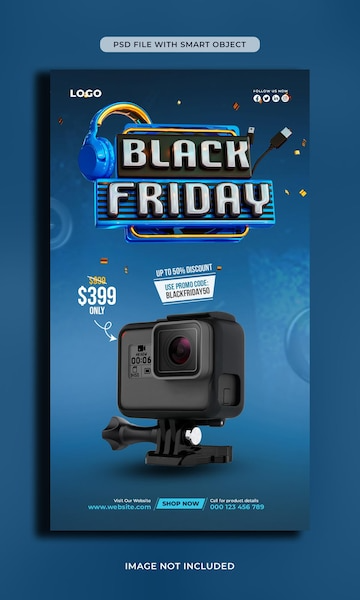 PSD FILE WITH SMART OBJECT
LOGO
FOLLOW US NOW
BLACK
FRIDAY
UP TO 50% DISCOUNT
USE PROMO CODE:
BLACKFRIDAY50
$399
ONLY
00:06
Visit Our Website
www.website.com
SHOP NOW
Call for product details
000 123 456 789
IMAGE NOT INCLUDED